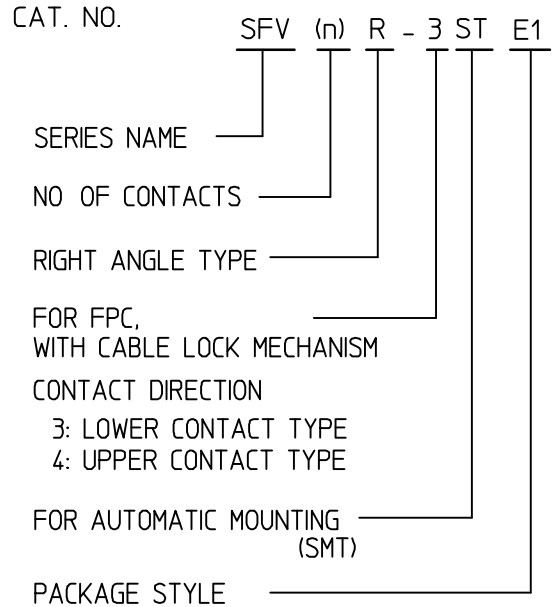 CAT. NO.
SFV (n) R - 3 ST E1
SERIES NAME
NO OF CONTACTS
RIGHT ANGLE TYPE
FOR FPC,
WITH CABLE LOCK MECHANISM
CONTACT DIRECTION
3: LOWER CONTACT TYPE
4: UPPER CONTACT TYPE
FOR AUTOMATIC MOUNTING
(SMT)
PACKAGE STYLE